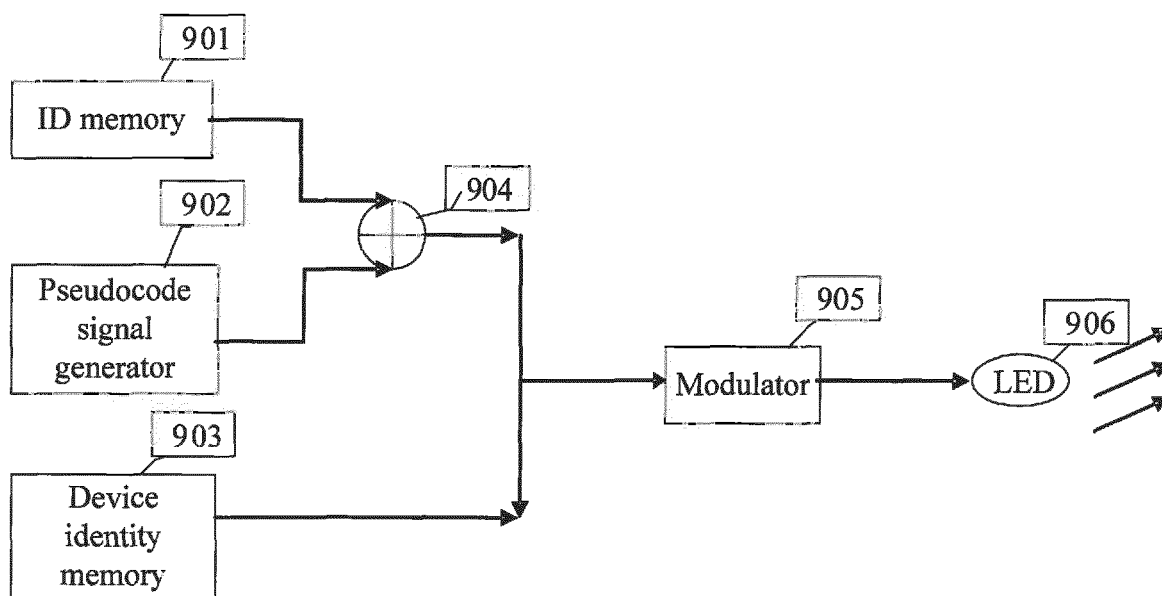 901
ID memory
902
904
Pseudocode
signal
generator
905
906
Modulator
LED
903
Device
identity
memory